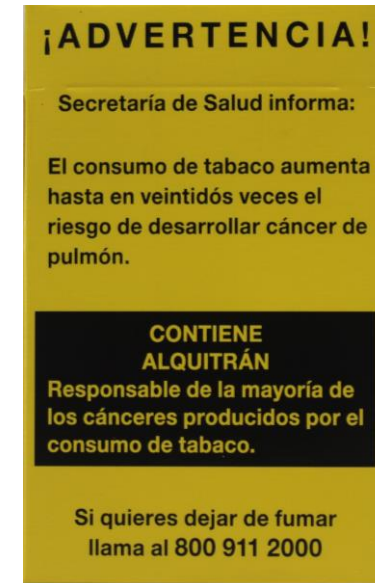 ¡ADVERTENCIA!
Secretaría de Salud informa:
El consumo de tabaco aumenta
hasta en veintidós veces el
riesgo de desarrollar cáncer de
pulmón.
CONTIENE
ALQUITRÁN
Responsable de la mayoría de
los cánceres producidos por el
consumo de tabaco.
Si quieres dejar de fumar
llama al 800 911 2000